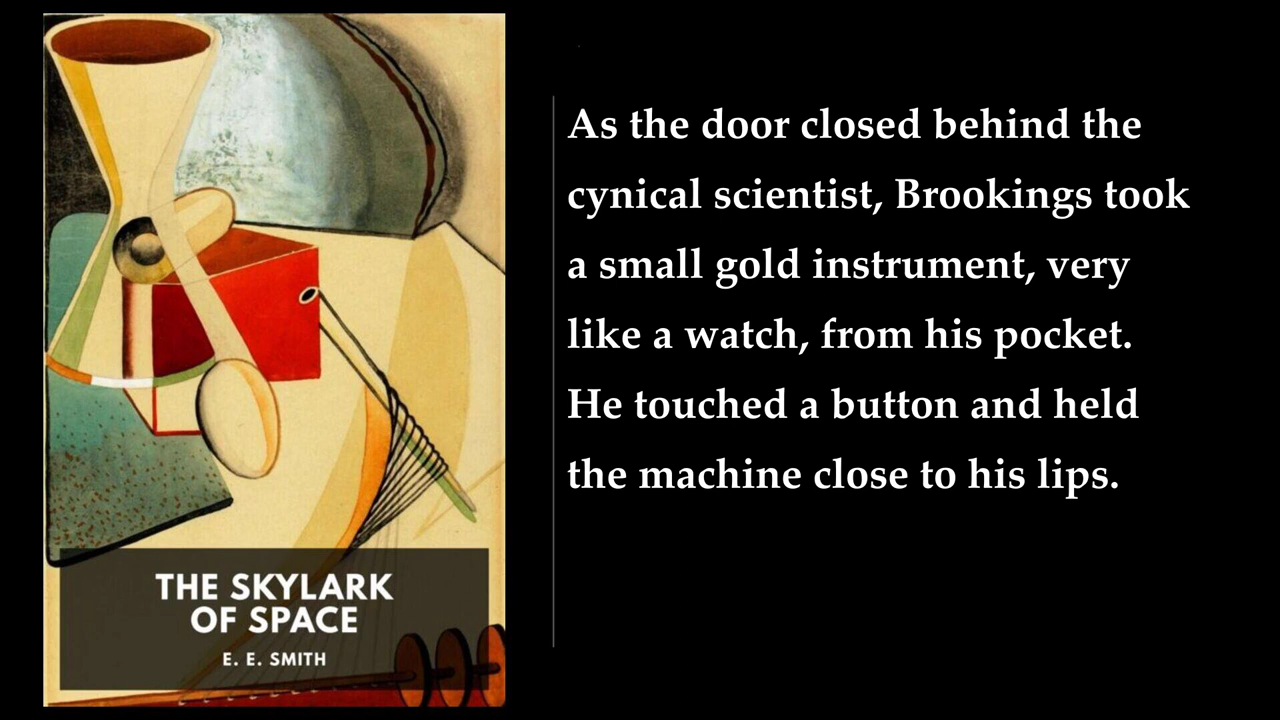 THE SKYLARK
OF SPACE
E. E. SMITH
As the door closed behind the
cynical scientist, Brookings took
a small gold instrument, very
like a watch, from his pocket.
He touched a button and held
the machine close to his lips.